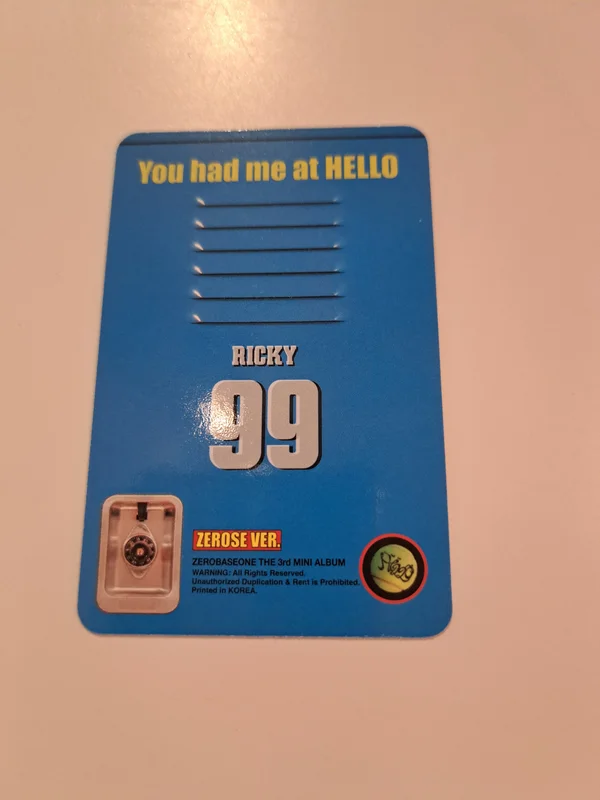 You had me at HELLO
RICKY
99
ZEROSE VER.
ZEROBASEONE THE 3rd MINI ALBUM
WARNING: All Rights Reserved.
Unauthorized Duplication & Rent is Prohibited.
Printed in KOREA.